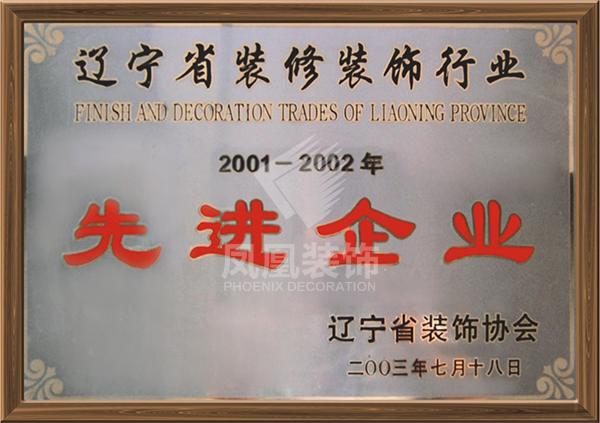 辽宁省装修装饰行业
FINISH AND DECORATION TRADES OF LIAONING PROVINCE
2001－2002年
先进企业
凤凰装饰
PHOENIX DECORATION
辽宁省装饰协会
二OO三年七月十八日